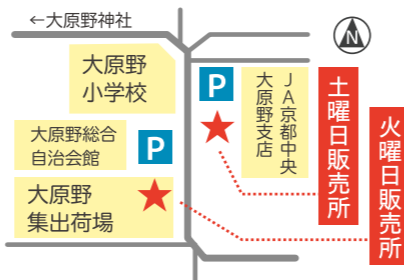 ←大原野神社
N
大原野
小学校
P
JA京都中央
大原野支店
土曜日販売所
火曜日販売所
大原野総合
自治会館
P
大原野
集出荷場